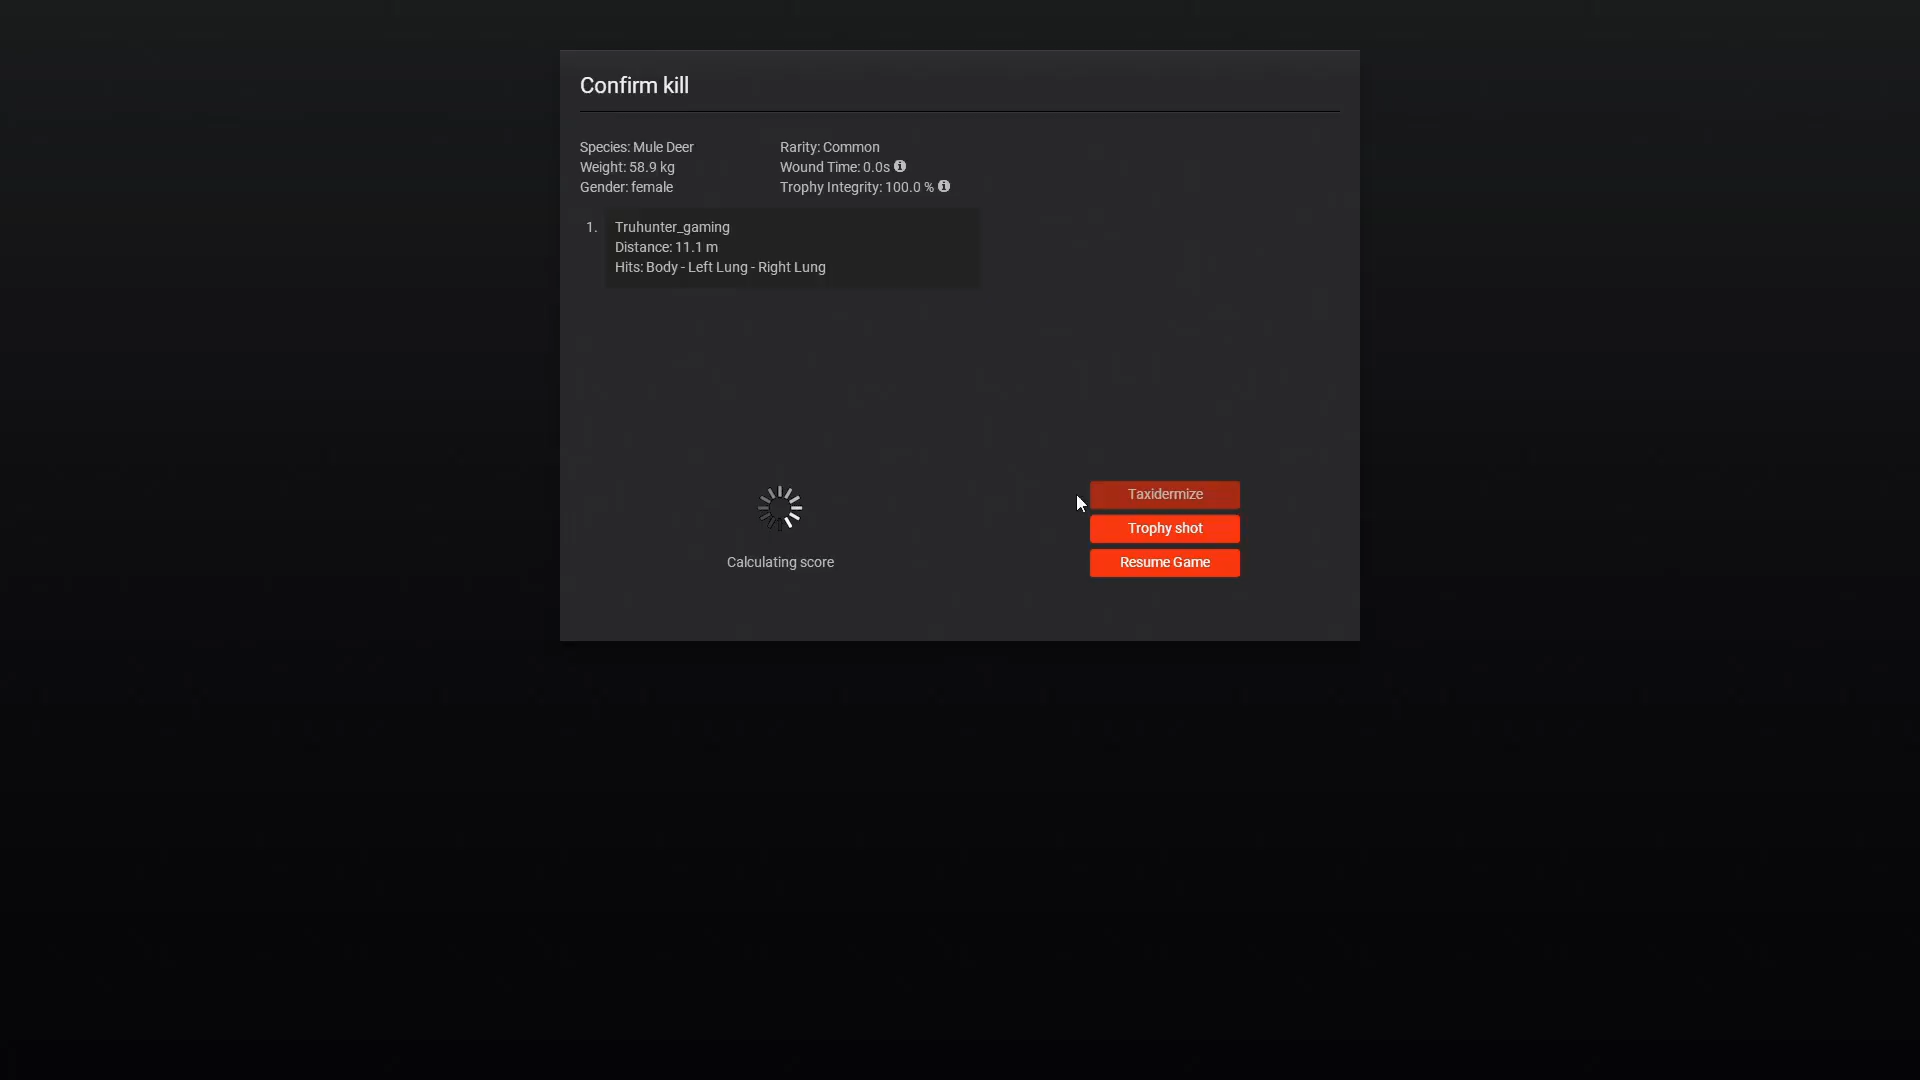 Confirm kill
Species: Mule Deer
Rarity: Common
Weight: 58.9 kg
Wound Time: 0.0s
Gender: female
Trophy Integrity: 100.0 %
1.
Truhunter_gaming
Distance: 11.1 m
Hits: Body - Left Lung - Right Lung
Taxidermize
Trophy shot
Calculating score
Resume Game